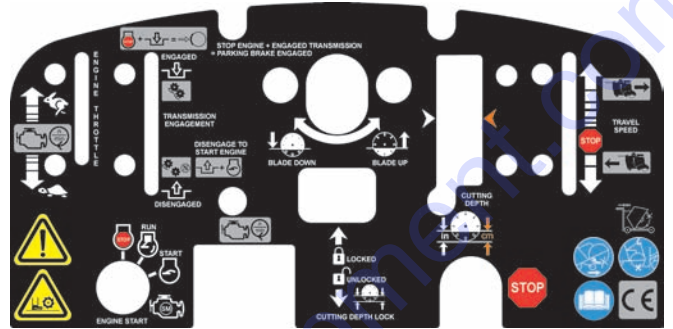 STOP
STOP ENGINE + ENGAGED TRANSMISSION
= PARKING BRAKE ENGAGED
ENGAGED
ENGINE THROTTLE
TRANSMISSION
ENGAGEMENT
DISENGAGE TO
START ENGINE
DISENGAGED
BLADE DOWN
BLADE UP
TRAVEL
SPEED
STOP
CUTTING
DEPTH
in
cm
RUN
STOP
START
ENGINE START
LOCKED
UNLOCKED
CUTTING DEPTH LOCK
STOP
CE